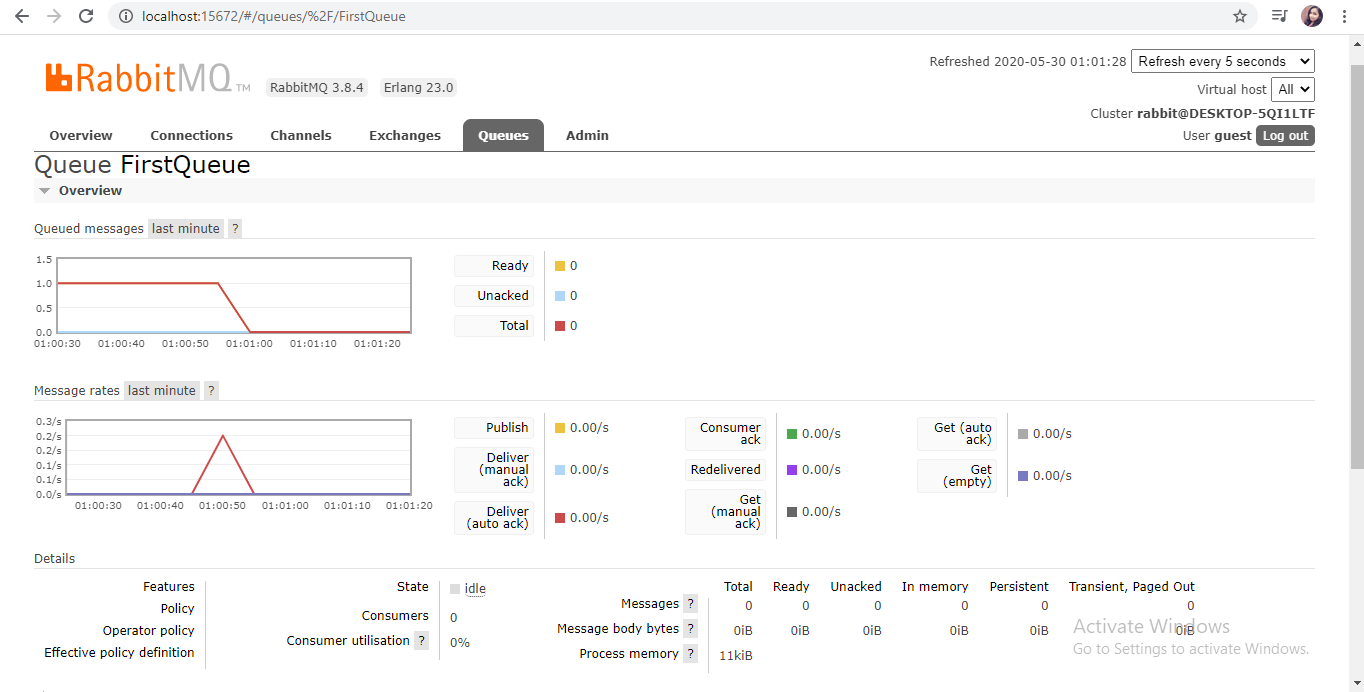 localhost:15672/#/queues/%2F/FirstQueue
RabbitMQ TM RabbitMQ 3.8.4 Erlang 23.0
Refreshed 2020-05-30 01:01:28 Refresh every 5 seconds
Virtual host All
Cluster rabbit@DESKTOP-5QI1LTF
User guest Log out
Overview Connections Channels Exchanges Queues Admin
Queue FirstQueue
Overview
Queued messages last minute ?
1.5
1.0
0.5
0.0
01:00:30 01:00:40 01:00:50 01:01:00 01:01:10 01:01:20
Ready 0
Unacked 0
Total 0
Message rates last minute ?
0.3/s
0.2/s
0.2/s
0.1/s
0.1/s
0.0/s
01:00:30 01:00:40 01:00:50 01:01:00 01:01:10 01:01:20
Publish 0.00/s
Deliver
(manual 0.00/s
ack)
Deliver
(auto ack) 0.00/s
Consumer
ack 0.00/s
Redelivered 0.00/s
Get
(manual 0.00/s
ack)
Get (auto
ack) 0.00/s
Get
(empty) 0.00/s
Details
Features
Policy
Operator policy
Effective policy definition
State idle
Consumers 0
Consumer utilisation ? 0%
Total Ready Unacked In memory Persistent Transient, Paged Out
Messages ? 0 0 0 0 0 0
Message body bytes ? 0iB 0iB 0iB 0iB 0iB 0iB
Process memory ? 11kiB
Activate Windows
Go to Settings to activate Windows.